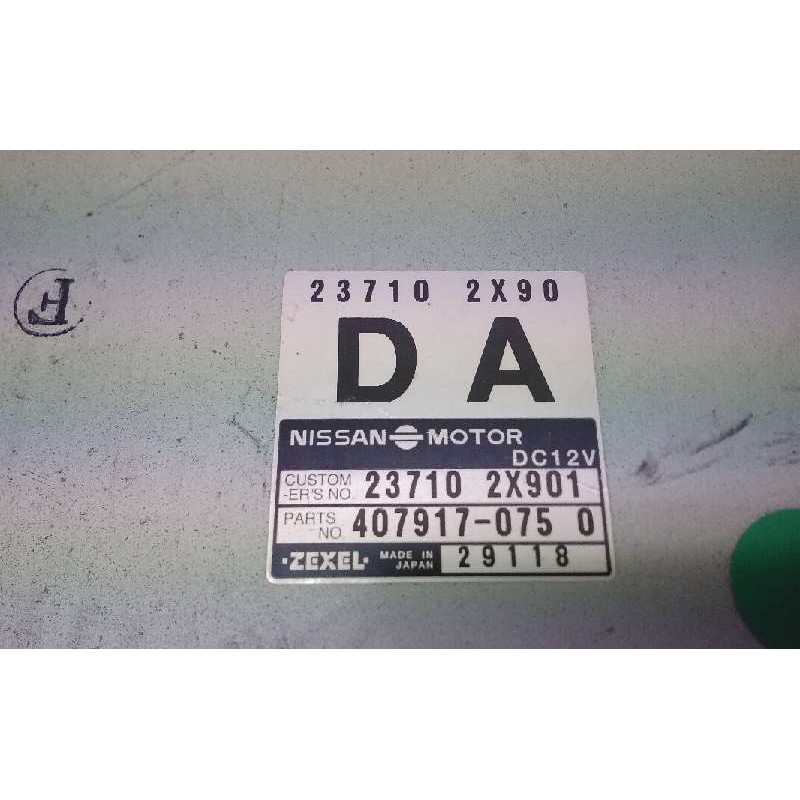 F
23710 2X90
DA
NISSAN MOTOR
DC12V
CUSTOM
-ER'S NO. 23710 2X901
PARTS
NO. 407917-075 0
·ZEXEL· MADE IN
JAPAN 29118